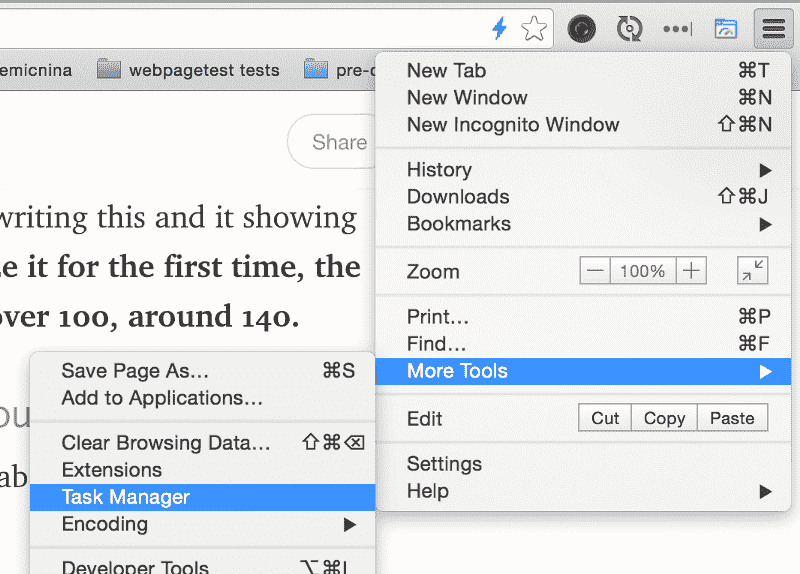 emicnina webpagetest tests pre-
New Tab ⌘T
New Window ⌘N
New Incognito Window ⇧⌘N
History ▶
Downloads ⇧⌘J
Bookmarks ▶
Zoom − 100% +
Print... ⌘P
Find... ⌘F
More Tools ▶
Edit Cut Copy Paste
Settings
Help ▶
Share
writing this and it showing
e it for the first time, the
over 100, around 140.
ou
ab
Save Page As... ⌘S
Add to Applications...
Clear Browsing Data... ⇧⌘⌫
Extensions
Task Manager
Encoding ▶
Developer Tools ⌥⌘I